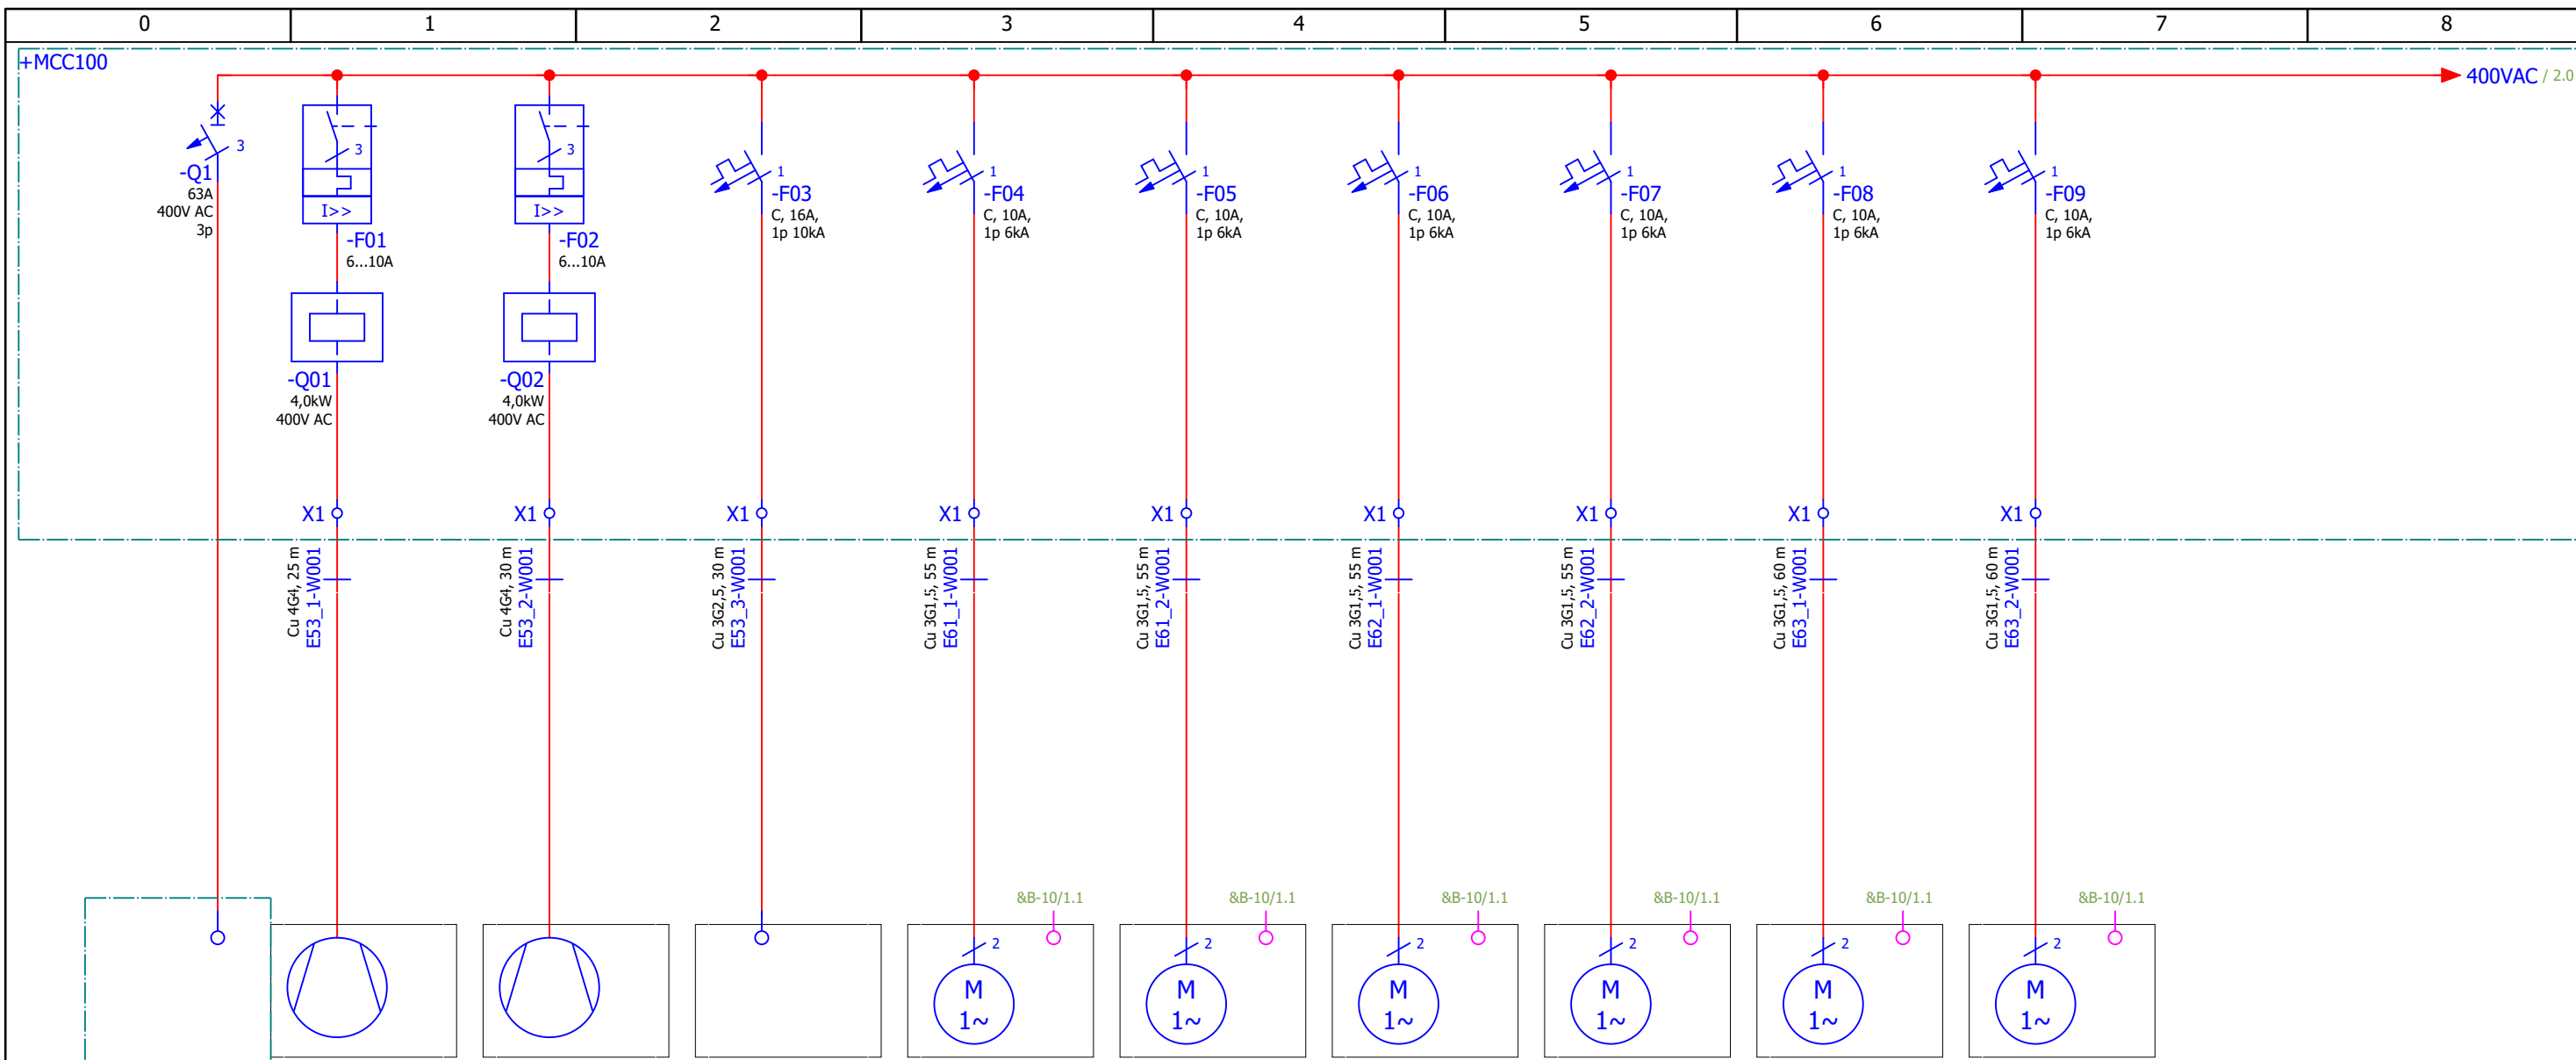 0 1 2 3 4 5 6 7 8
+MCC100
400VAC / 2.0
3
-Q1
63A
400V AC
3p
3
I>>
-F01
6...10A
3
I>>
-F02
6...10A
1
-F03
C, 16A,
1p 10kA
1
-F04
C, 10A,
1p 6kA
1
-F05
C, 10A,
1p 6kA
1
-F06
C, 10A,
1p 6kA
1
-F07
C, 10A,
1p 6kA
1
-F08
C, 10A,
1p 6kA
1
-F09
C, 10A,
1p 6kA
-Q01
4,0kW
400V AC
-Q02
4,0kW
400V AC
X1 X1 X1 X1 X1 X1 X1 X1 X1
Cu 4G4, 25 m
E53_1-W001
Cu 4G4, 30 m
E53_2-W001
Cu 3G2,5, 30 m
E53_3-W001
Cu 3G1,5, 55 m
E61_1-W001
Cu 3G1,5, 55 m
E61_2-W001
Cu 3G1,5, 55 m
E62_1-W001
Cu 3G1,5, 55 m
E62_2-W001
Cu 3G1,5, 60 m
E63_1-W001
Cu 3G1,5, 60 m
E63_2-W001
&B-10/1.1 &B-10/1.1 &B-10/1.1 &B-10/1.1 &B-10/1.1 &B-10/1.1
2 2 2 2 2 2
M M M M M M
1~ 1~ 1~ 1~ 1~ 1~